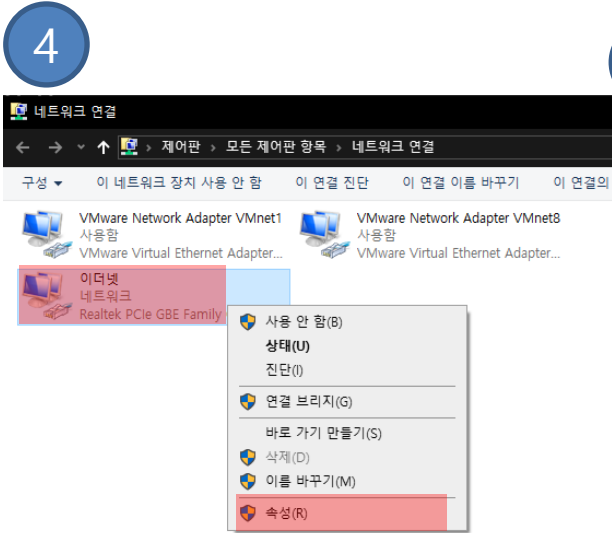 4
네트워크 연결
제어판 › 모든 제어판 항목 › 네트워크 연결
구성 이 네트워크 장치 사용 안 함 이 연결 진단 이 연결 이름 바꾸기 이 연결의
VMware Network Adapter VMnet1
사용함
VMware Virtual Ethernet Adapter...
VMware Network Adapter VMnet8
사용함
VMware Virtual Ethernet Adapter...
이더넷
네트워크
Realtek PCIe GBE Family
사용 안 함(B)
상태(U)
진단(I)
연결 브리지(G)
바로 가기 만들기(S)
삭제(D)
이름 바꾸기(M)
속성(R)